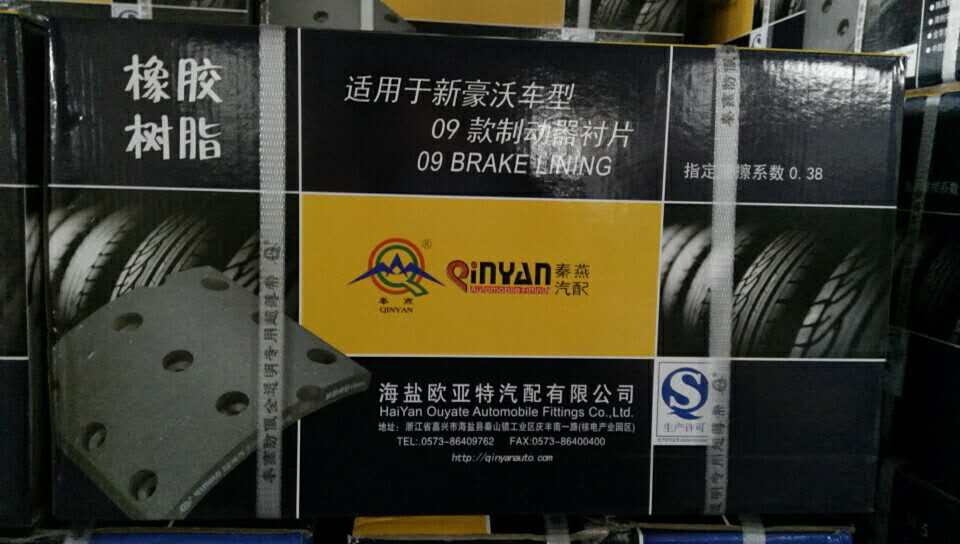 橡胶
树脂
适用于新豪沃车型
09 款制动器衬片
09 BRAKE LINING
指定 擦系数 0.38
®
秦燕
QINYAN
QINYAN
Automobile Fitting
秦燕
汽配
海盐欧亚特汽配有限公司
HaiYan Ouyate Automobile Fittings Co.,Ltd.
地址: 浙江省嘉兴市海盐县秦山镇工业区庆丰南一路(核电产业园区)
TEL:.0573-86409762 FAX:0573-86400400
http://qinyanauto.com
生产许可